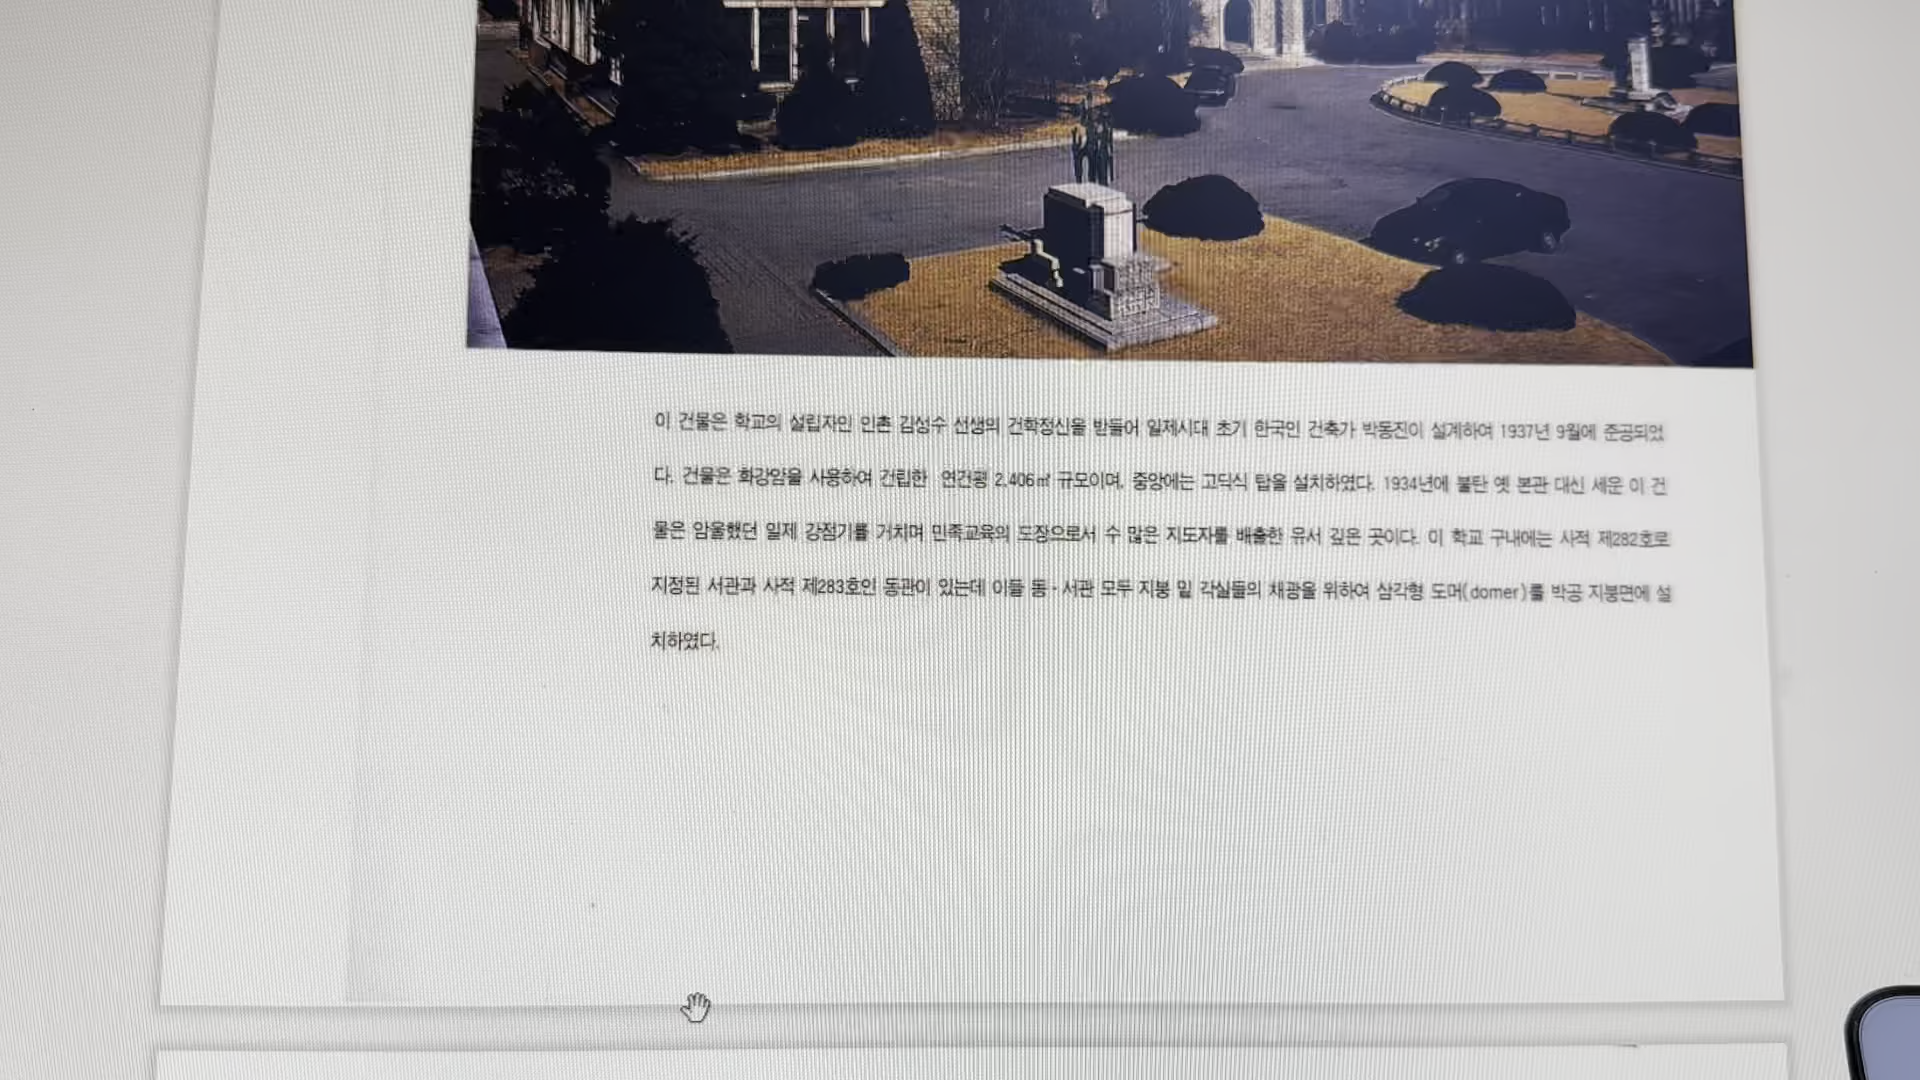 이 건물은 학교의 설립자인 인촌 김성수 선생의 건학정신을 받들어 일제시대 초기 한국인 건축가 박동진이 설계하여 1937년 9월에 준공되었
다. 건물은 화강암을 사용하여 건립한 연건평 2,406㎡ 규모이며, 중앙에는 고딕식 탑을 설치하였다. 1934년에 불탄 옛 본관 대신 세운 이 건
물은 암울했던 일제 강점기를 거치며 민족교육의 도장으로서 수 많은 지도자를 배출한 유서 깊은 곳이다. 이 학교 구내에는 사적 제282호로
지정된 서관과 사적 제283호인 동관이 있는데 이들 동·서관 모두 지붕 밑 각실들의 채광을 위하여 삼각형 도머(domer)를 박공 지붕면에 설
치하였다.